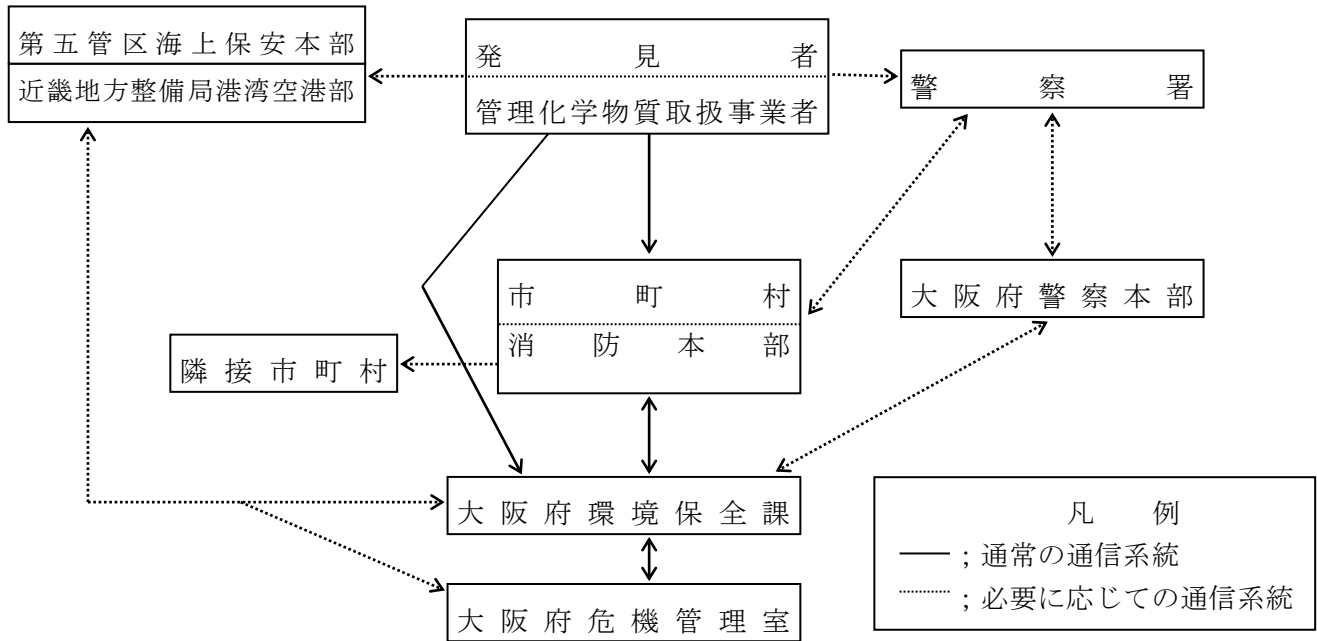 第五管区海上保安本部
近畿地方整備局港湾空港部
発見者
管理化学物質取扱事業者
警察署
市町村
消防本部
大阪府警察本部
隣接市町村
大阪府環境保全課
大阪府危機管理室
凡例
――；通常の通信系統
………；必要に応じての通信系統